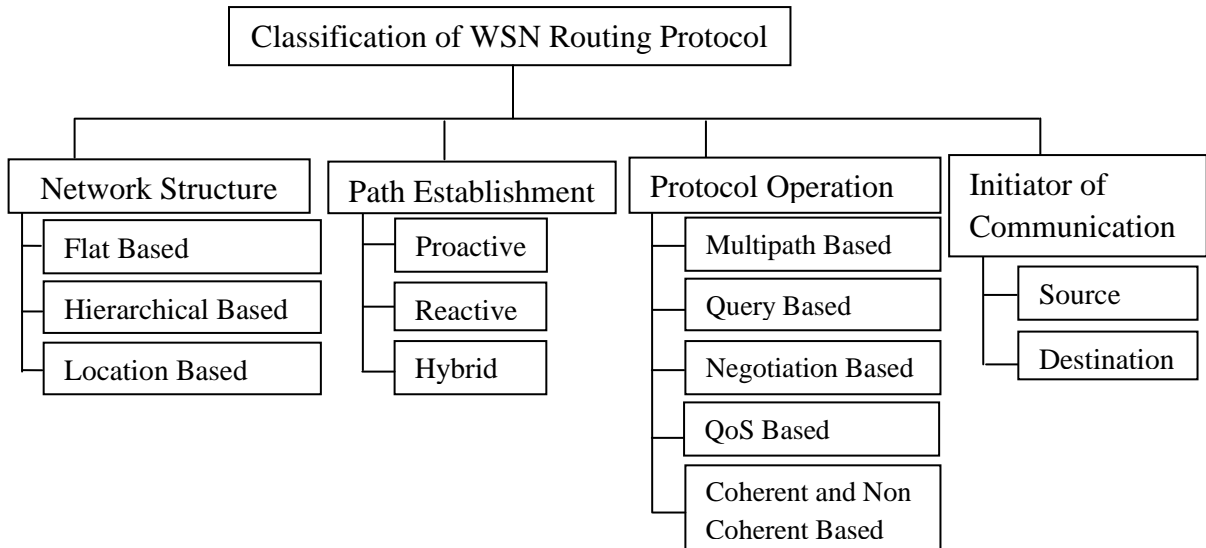 Classification of WSN Routing Protocol
Network Structure
Flat Based
Hierarchical Based
Location Based
Path Establishment
Proactive
Reactive
Hybrid
Protocol Operation
Multipath Based
Query Based
Negotiation Based
QoS Based
Coherent and Non
Coherent Based
Initiator of
Communication
Source
Destination